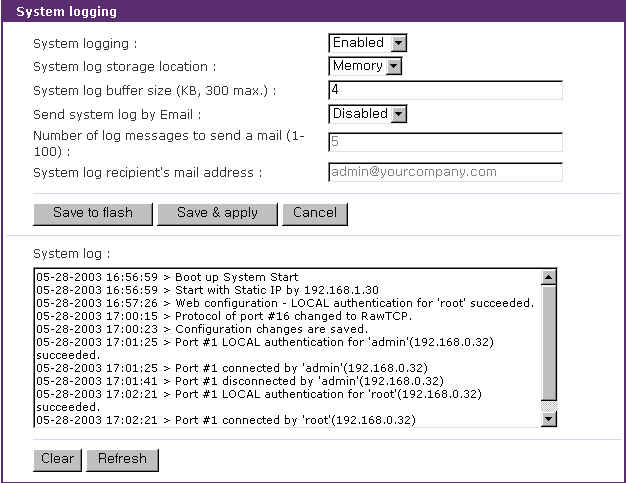 System logging
System logging : Enabled
System log storage location : Memory
System log buffer size (KB, 300 max.) : 4
Send system log by Email : Disabled
Number of log messages to send a mail (1-
100) : 5
System log recipient's mail address : admin@yourcompany.com
Save to flash Save & apply Cancel
System log :
05-28-2003 16:56:59 > Boot up System Start
05-28-2003 16:56:59 > Start with Static IP by 192.168.1.30
05-28-2003 16:57:26 > Web configuration - LOCAL authentication for 'root' succeeded.
05-28-2003 17:00:15 > Protocol of port #16 changed to RawTCP.
05-28-2003 17:00:23 > Configuration changes are saved.
05-28-2003 17:01:25 > Port #1 LOCAL authentication for 'admin'(192.168.0.32)
succeeded.
05-28-2003 17:01:25 > Port #1 connected by 'admin'(192.168.0.32)
05-28-2003 17:01:41 > Port #1 disconnected by 'admin'(192.168.0.32)
05-28-2003 17:02:21 > Port #1 LOCAL authentication for 'root'(192.168.0.32)
succeeded.
05-28-2003 17:02:21 > Port #1 connected by 'root'(192.168.0.32)
Clear Refresh